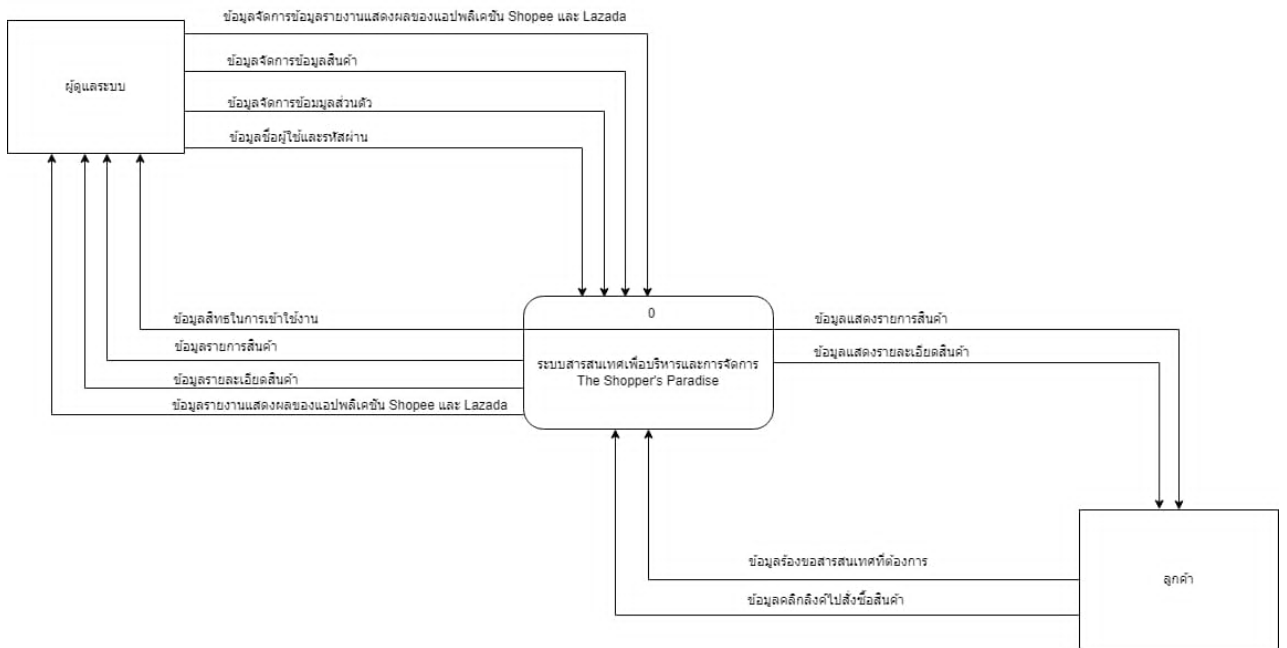 ข้อมูลจัดการข้อมูลรายงานแสดงผลของแอปพลิเคชัน Shopee และ Lazada
ข้อมูลจัดการข้อมูลสินค้า
ผู้ดูแลระบบ
ข้อมูลจัดการข้อมมูลส่วนตัว
ข้อมูลชื่อผู้ใช้และรหัสผ่าน
0
ข้อมูลสิทธในการเข้าใช้งาน
ข้อมูลแสดงรายการสินค้า
ข้อมูลรายการสินค้า
ข้อมูลแสดงรายละเอียดสินค้า
ระบบสารสนเทศเพื่อบริหารและการจัดการ
The Shopper's Paradise
ข้อมูลรายละเอียดสินค้า
ข้อมูลรายงานแสดงผลของแอปพลิเคชัน Shopee และ Lazada
ข้อมูลร้องขอสารสนเทศที่ต้องการ
ลูกค้า
ข้อมูลคลิกลิงค์ไปสั่งซื้อสินค้า